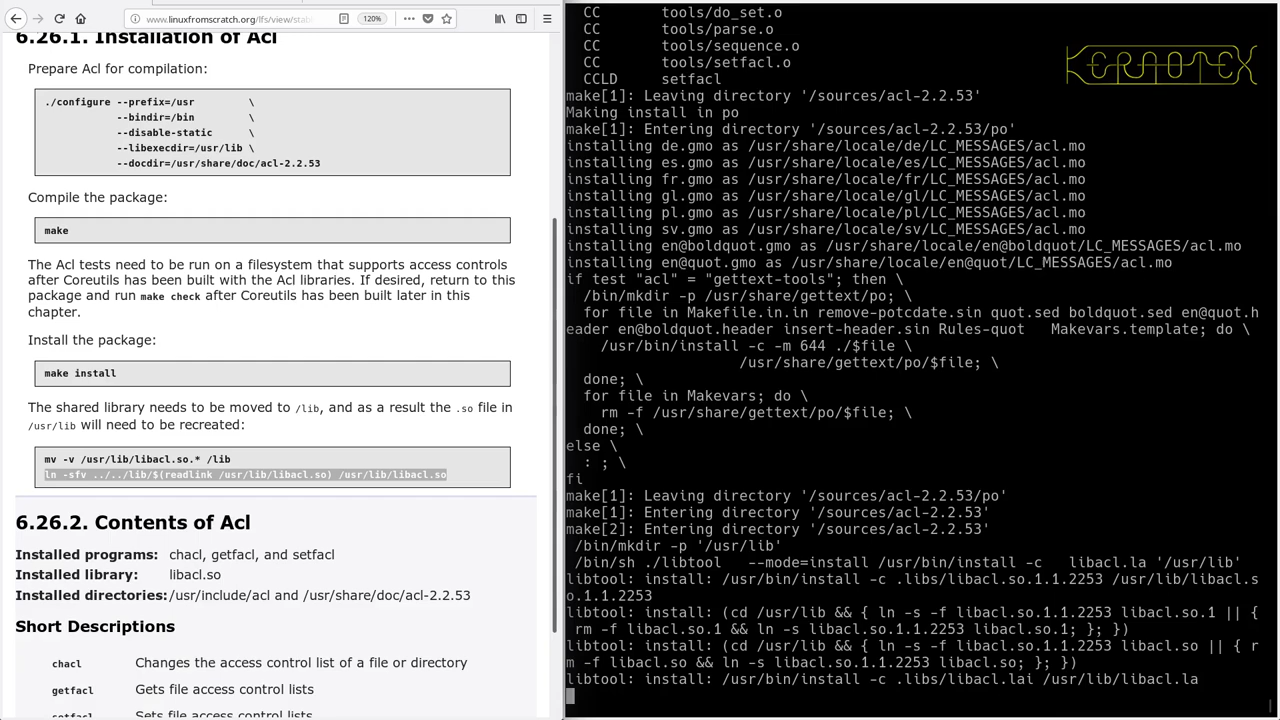 www.linuxfromscratch.org/lfs/view/stabl
120%
6.26.1. Installation of Acl
Prepare Acl for compilation:
./configure --prefix=/usr \
--bindir=/bin \
--disable-static \
--libexecdir=/usr/lib \
--docdir=/usr/share/doc/acl-2.2.53
Compile the package:
make
The Acl tests need to be run on a filesystem that supports access controls
after Coreutils has been built with the Acl libraries. If desired, return to this
package and run make check after Coreutils has been built later in this
chapter.
Install the package:
make install
The shared library needs to be moved to /lib, and as a result the .so file in
/usr/lib will need to be recreated:
mv -v /usr/lib/libacl.so.* /lib
ln -sfv ../../lib/$(readlink /usr/lib/libacl.so) /usr/lib/libacl.so
6.26.2. Contents of Acl
Installed programs: chacl, getfacl, and setfacl
Installed library: libacl.so
Installed directories: /usr/include/acl and /usr/share/doc/acl-2.2.53
Short Descriptions
chacl Changes the access control list of a file or directory
getfacl Gets file access control lists
setfacl Sets file access control lists
CC tools/do_set.o
CC tools/parse.o
CC tools/sequence.o
CC tools/setfacl.o
CCLD setfacl
make[1]: Leaving directory '/sources/acl-2.2.53'
Making install in po
make[1]: Entering directory '/sources/acl-2.2.53/po'
installing de.gmo as /usr/share/locale/de/LC_MESSAGES/acl.mo
installing es.gmo as /usr/share/locale/es/LC_MESSAGES/acl.mo
installing fr.gmo as /usr/share/locale/fr/LC_MESSAGES/acl.mo
installing gl.gmo as /usr/share/locale/gl/LC_MESSAGES/acl.mo
installing pl.gmo as /usr/share/locale/pl/LC_MESSAGES/acl.mo
installing sv.gmo as /usr/share/locale/sv/LC_MESSAGES/acl.mo
installing en@boldquot.gmo as /usr/share/locale/en@boldquot/LC_MESSAGES/acl.mo
installing en@quot.gmo as /usr/share/locale/en@quot/LC_MESSAGES/acl.mo
if test "acl" = "gettext-tools"; then \
/bin/mkdir -p /usr/share/gettext/po; \
for file in Makefile.in.in remove-potcdate.sin quot.sed boldquot.sed en@quot.h
eader en@boldquot.header insert-header.sin Rules-quot Makevars.template; do \
/usr/bin/install -c -m 644 ./$file \
/usr/share/gettext/po/$file; \
done; \
for file in Makevars; do \
rm -f /usr/share/gettext/po/$file; \
done; \
else \
: ; \
fi
make[1]: Leaving directory '/sources/acl-2.2.53/po'
make[1]: Entering directory '/sources/acl-2.2.53'
make[2]: Entering directory '/sources/acl-2.2.53'
/bin/mkdir -p '/usr/lib'
/bin/sh ./libtool --mode=install /usr/bin/install -c libacl.la '/usr/lib'
libtool: install: /usr/bin/install -c .libs/libacl.so.1.1.2253 /usr/lib/libacl.s
o.1.1.2253
libtool: install: (cd /usr/lib && { ln -s -f libacl.so.1.1.2253 libacl.so.1 || {
rm -f libacl.so.1 && ln -s libacl.so.1.1.2253 libacl.so.1; }; })
libtool: install: (cd /usr/lib && { ln -s -f libacl.so.1.1.2253 libacl.so || { r
m -f libacl.so && ln -s libacl.so.1.1.2253 libacl.so; }; })
libtool: install: /usr/bin/install -c .libs/libacl.lai /usr/lib/libacl.la